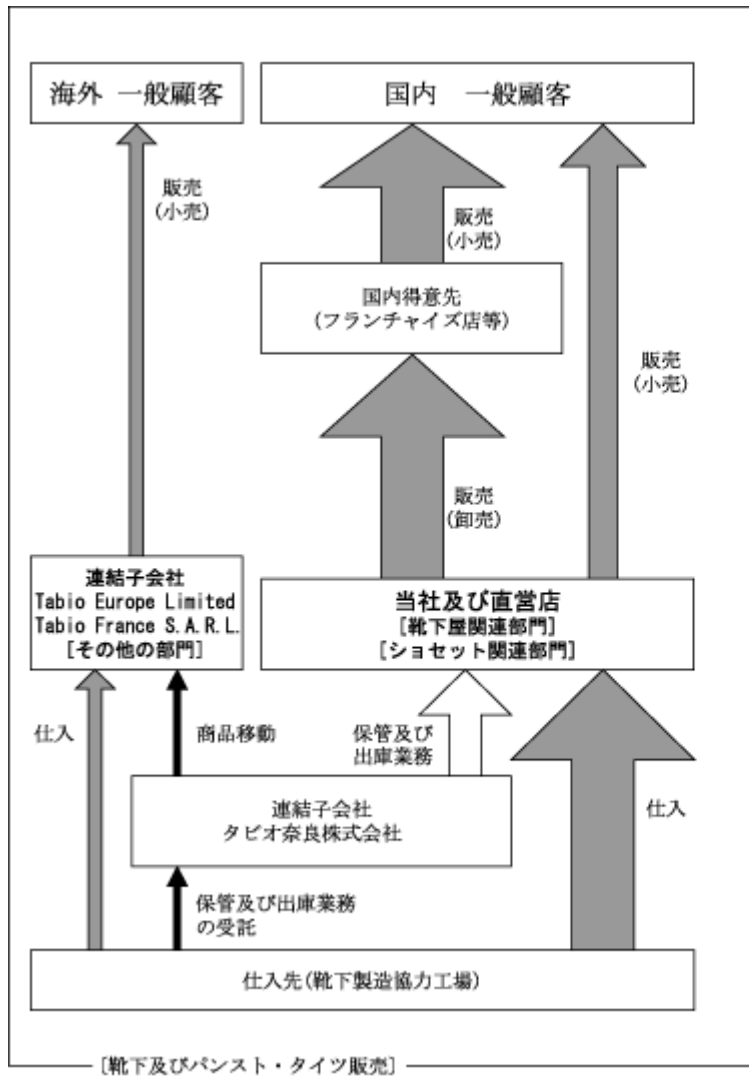 海外 一般顧客
国内 一般顧客
販売
(小売)
販売
(小売)
国内得意先
(フランチャイズ店等)
販売
(小売)
販売
(卸売)
連結子会社
Tabio Europe Limited
Tabio France S.A.R.L.
[その他の部門]
当社及び直営店
[靴下屋関連部門]
[ショセット関連部門]
仕入
商品移動
保管及び
出庫業務
仕入
連結子会社
タビオ奈良株式会社
保管及び出庫業務
の受託
仕入先(靴下製造協力工場)
[靴下及びパンスト・タイツ販売]